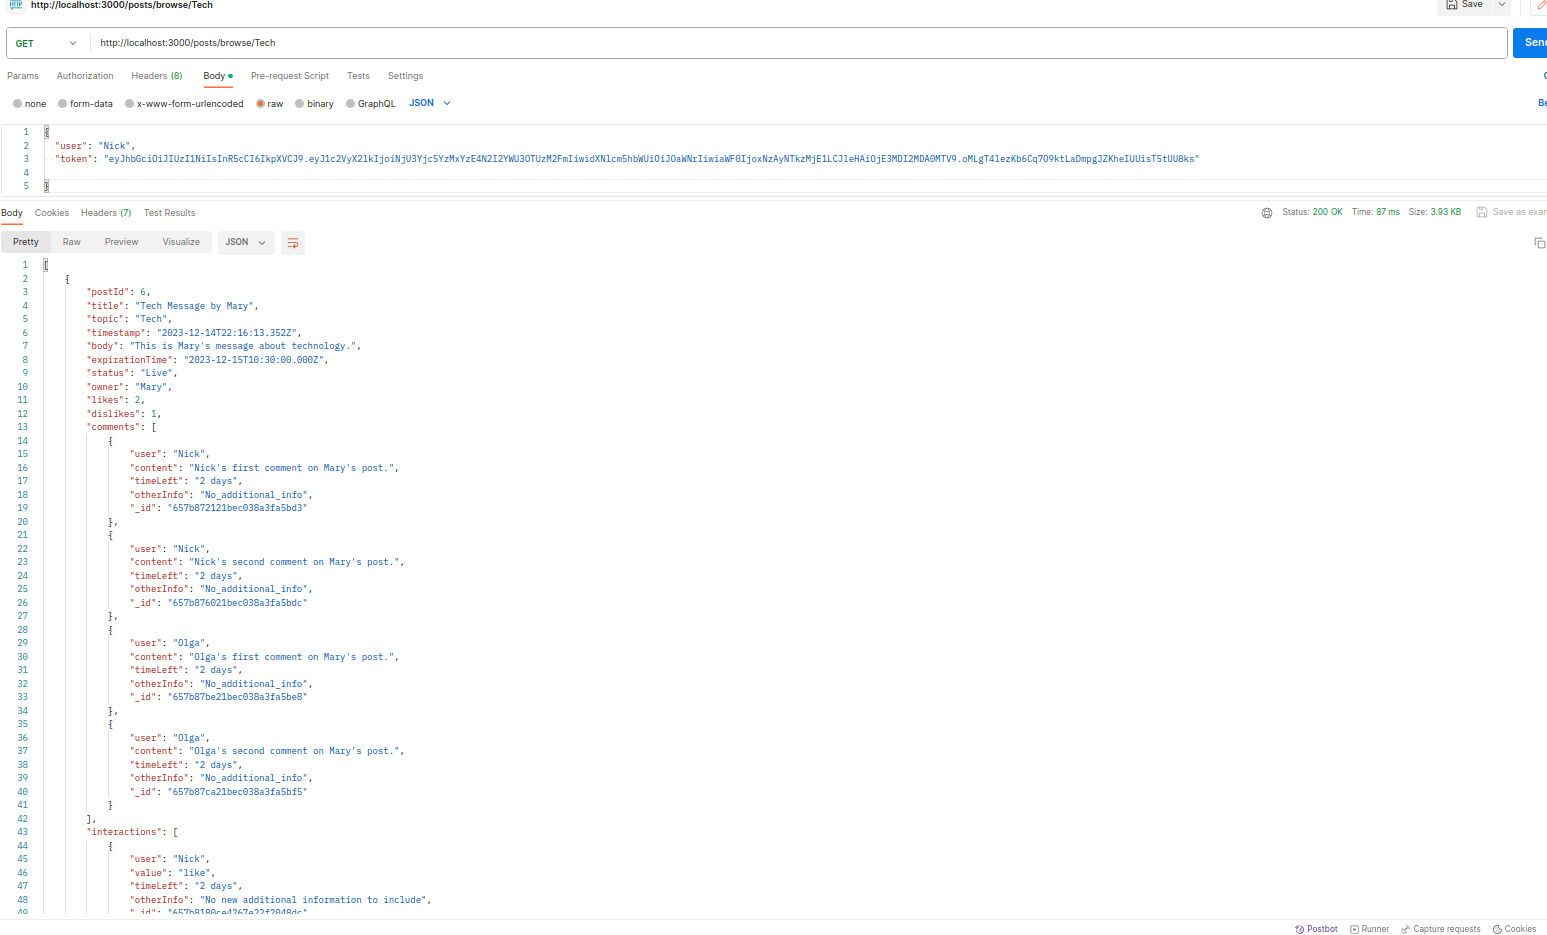 HTTP http://localhost:3000/posts/browse/Tech Save
GET http://localhost:3000/posts/browse/Tech Send
Params Authorization Headers (8) Body Pre-request Script Tests Settings
none form-data x-www-form-urlencoded raw binary GraphQL JSON Be
1 {
2 "user": "Nick",
3 "token": "eyJhbGciOiJIUzI1NiIsInR5cCI6IkpXVCJ9.eyJ1c2VyX2lkIjoiNjU3Yjc5YzMxYzE4N2I2YWU3OTUzM2FmIiwidXNlcm5hbWUiOiJOaWNrIiwiaWF0IjoxNzAyNTkzMjE1LCJleHAiOjE3MDI2MDA0MTV9.oMLgT4lezKb6Cq7O9ktLaDmpgJZKheIUUisT5tUU8ks"
4
5 }
Body Cookies Headers (7) Test Results Status: 200 OK Time: 87 ms Size: 3.93 KB Save as exam
Pretty Raw Preview Visualize JSON
1 [
2 {
3 "postId": 6,
4 "title": "Tech Message by Mary",
5 "topic": "Tech",
6 "timestamp": "2023-12-14T22:16:13.352Z",
7 "body": "This is Mary's message about technology.",
8 "expirationTime": "2023-12-15T10:30:00.000Z",
9 "status": "Live",
10 "owner": "Mary",
11 "likes": 2,
12 "dislikes": 1,
13 "comments": [
14 {
15 "user": "Nick",
16 "content": "Nick's first comment on Mary's post.",
17 "timeLeft": "2 days",
18 "otherInfo": "No_additional_info",
19 "_id": "657b872121bec038a3fa5bd3"
20 },
21 {
22 "user": "Nick",
23 "content": "Nick's second comment on Mary's post.",
24 "timeLeft": "2 days",
25 "otherInfo": "No_additional_info",
26 "_id": "657b876021bec038a3fa5bdc"
27 },
28 {
29 "user": "Olga",
30 "content": "Olga's first comment on Mary's post.",
31 "timeLeft": "2 days",
32 "otherInfo": "No_additional_info",
33 "_id": "657b87be21bec038a3fa5be8"
34 },
35 {
36 "user": "Olga",
37 "content": "Olga's second comment on Mary's post.",
38 "timeLeft": "2 days",
39 "otherInfo": "No_additional_info",
40 "_id": "657b87ca21bec038a3fa5bf5"
41 }
42 ],
43 "interactions": [
44 {
45 "user": "Nick",
46 "value": "like",
47 "timeLeft": "2 days",
48 "otherInfo": "No new additional information to include",
49 "_id": "657b8180ce4267e22f2048dc"
Postbot Runner Capture requests Cookies